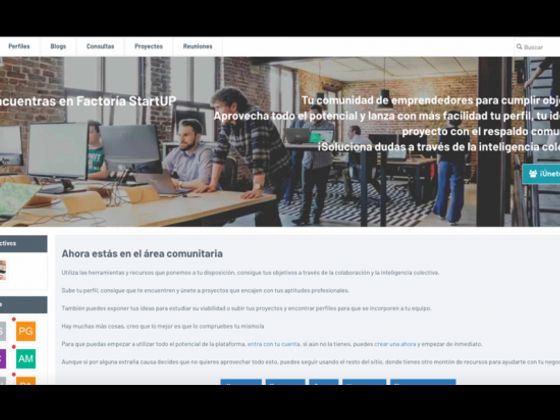 Perfiles Blogs Consultas Proyectos Reuniones Buscar
encuentras en Factoría StartUP
Tu comunidad de emprendedores para cumplir
Aprovecha todo el potencial y lanza con más facilidad tu perfil, tu
proyecto con el respaldo
¡Soluciona dudas a través de la inteligencia
Ahora estás en el área comunitaria
Utiliza las herramientas y recursos que ponemos a tu disposición, consigue tus objetivos a través de la colaboración y la inteligencia colectiva.
Sube tu perfil, consigue que te encuentren y únete a proyectos que encajen con tus aptitudes profesionales.
También puedes exponer tus ideas para estudiar su viabilidad o subir tus proyectos y encontrar perfiles para que se incorporen a tu equipo.
Hay muchas más cosas, creo que lo mejor es que lo compruebes tu mismo/a
PG
AM
Para que puedas empezar a utilizar todo el potencial de la plataforma, entra con tu cuenta, si aún no la tienes, puedes crear una ahora y empezar de inmediato.
Aunque si por alguna extraña causa decides que no quieres aprovechar todo esto, puedes seguir usando el resto del sitio, donde tienes otro montón de recursos para ayudarte con tu